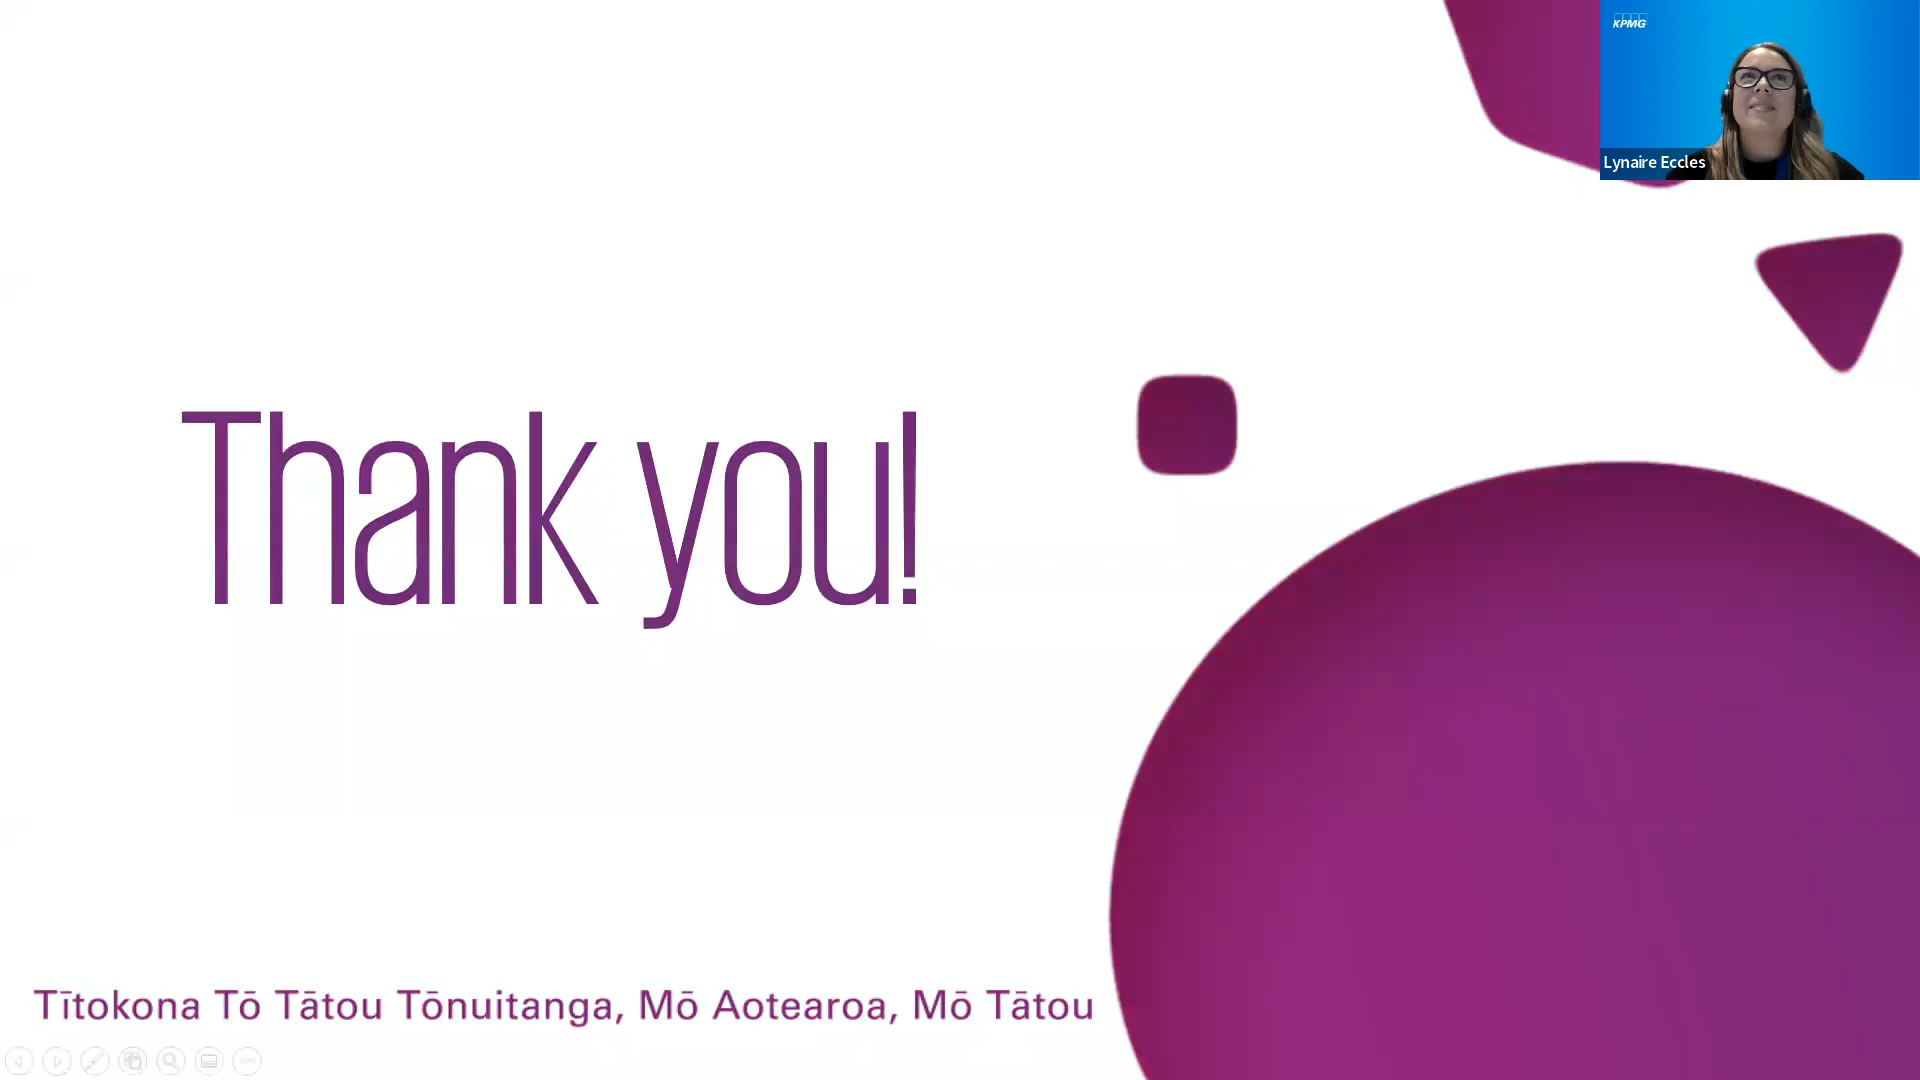 KPMG
Lynaire Eccles
Thank you!
Tītokona Tō Tātou Tōnuitanga, Mō Aotearoa, Mō Tātou